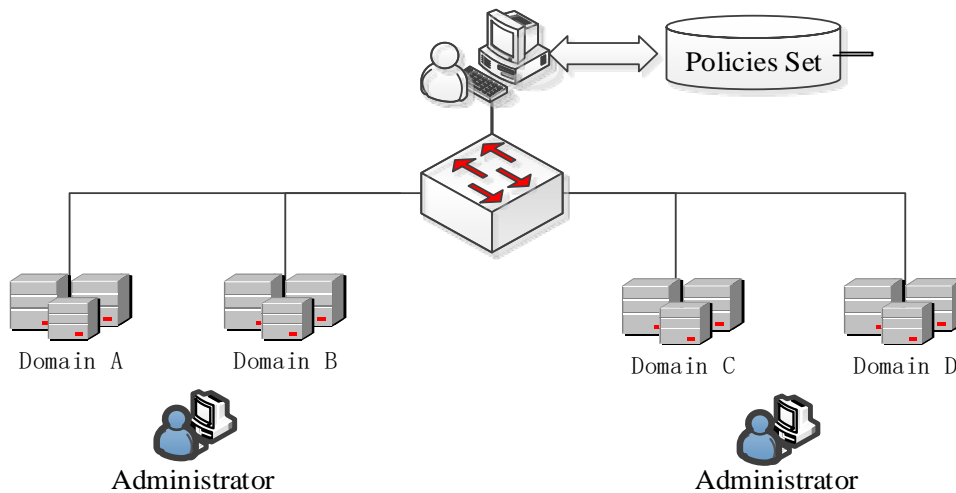 Policies Set
Domain A
Domain B
Domain C
Domain D
Administrator
Administrator